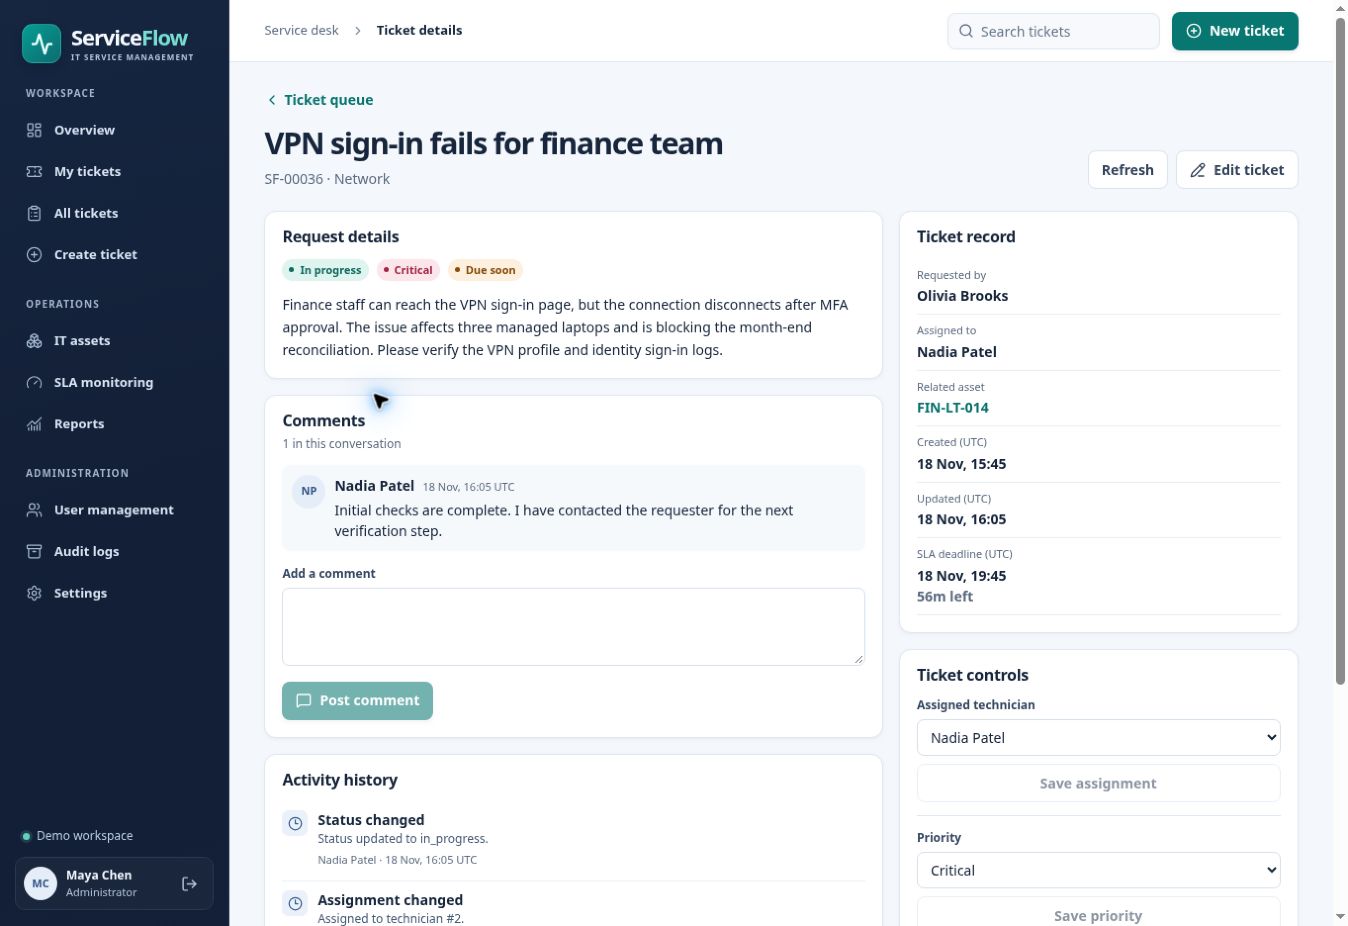 ServiceFlow
IT SERVICE MANAGEMENT
WORKSPACE
Overview
My tickets
All tickets
Create ticket
OPERATIONS
IT assets
SLA monitoring
Reports
ADMINISTRATION
User management
Audit logs
Settings
Demo workspace
MC
Maya Chen
Administrator
Service desk
Ticket details
Search tickets
New ticket
Ticket queue
VPN sign-in fails for finance team
SF-00036 · Network
Refresh
Edit ticket
Request details
In progress
Critical
Due soon
Finance staff can reach the VPN sign-in page, but the connection disconnects after MFA
approval. The issue affects three managed laptops and is blocking the month-end
reconciliation. Please verify the VPN profile and identity sign-in logs.
Comments
1 in this conversation
NP
Nadia Patel 18 Nov, 16:05 UTC
Initial checks are complete. I have contacted the requester for the next
verification step.
Add a comment
Post comment
Activity history
Status changed
Status updated to in_progress.
Nadia Patel · 18 Nov, 16:05 UTC
Assignment changed
Assigned to technician #2.
Ticket record
Requested by
Olivia Brooks
Assigned to
Nadia Patel
Related asset
FIN-LT-014
Created (UTC)
18 Nov, 15:45
Updated (UTC)
18 Nov, 16:05
SLA deadline (UTC)
18 Nov, 19:45
56m left
Ticket controls
Assigned technician
Nadia Patel
Save assignment
Priority
Critical
Save priority